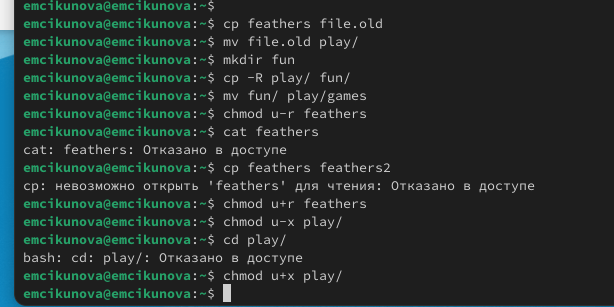 emcikunova@emcikunova:~$
emcikunova@emcikunova:~$ cp feathers file.old
emcikunova@emcikunova:~$ mv file.old play/
emcikunova@emcikunova:~$ mkdir fun
emcikunova@emcikunova:~$ cp -R play/ fun/
emcikunova@emcikunova:~$ mv fun/ play/games
emcikunova@emcikunova:~$ chmod u-r feathers
emcikunova@emcikunova:~$ cat feathers
cat: feathers: Отказано в доступе
emcikunova@emcikunova:~$ cp feathers feathers2
cp: невозможно открыть 'feathers' для чтения: Отказано в доступе
emcikunova@emcikunova:~$ chmod u+r feathers
emcikunova@emcikunova:~$ chmod u-x play/
emcikunova@emcikunova:~$ cd play/
bash: cd: play/: Отказано в доступе
emcikunova@emcikunova:~$ chmod u+x play/
emcikunova@emcikunova:~$